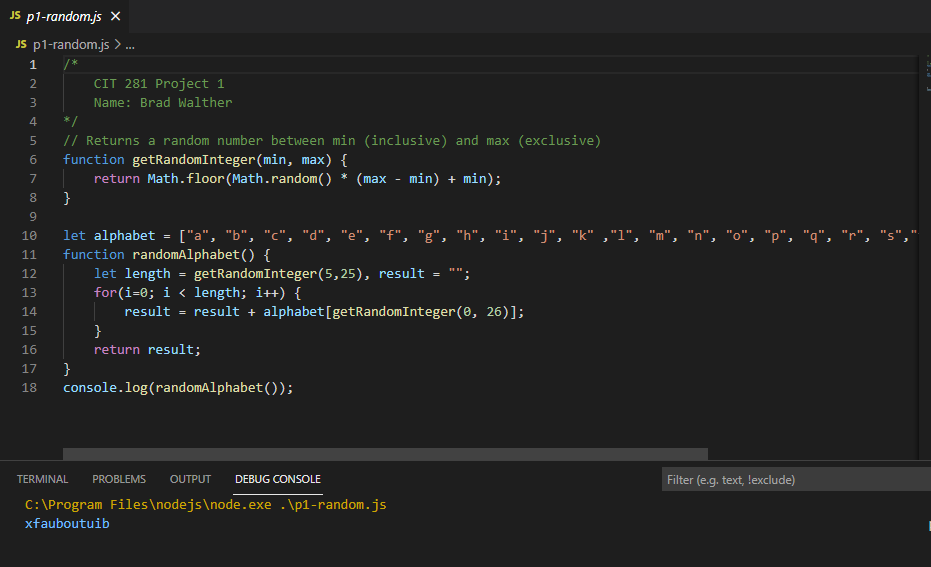 JS p1-random.js ×
JS p1-random.js > ...
1 /*
2     CIT 281 Project 1
3     Name: Brad Walther
4 */
5 // Returns a random number between min (inclusive) and max (exclusive)
6 function getRandomInteger(min, max) {
7     return Math.floor(Math.random() * (max - min) + min);
8 }
9
10 let alphabet = ["a", "b", "c", "d", "e", "f", "g", "h", "i", "j", "k" ,"l", "m", "n", "o", "p", "q", "r", "s","
11 function randomAlphabet() {
12     let length = getRandomInteger(5,25), result = "";
13     for(i=0; i < length; i++) {
14         result = result + alphabet[getRandomInteger(0, 26)];
15     }
16     return result;
17 }
18 console.log(randomAlphabet());
TERMINAL PROBLEMS OUTPUT DEBUG CONSOLE Filter (e.g. text, !exclude)
C:\Program Files\nodejs\node.exe .\p1-random.js
xfauboutuib